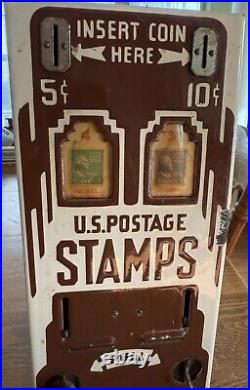 INSERT COIN
HERE
5¢ 10¢
U.S. POSTAGE
STAMPS